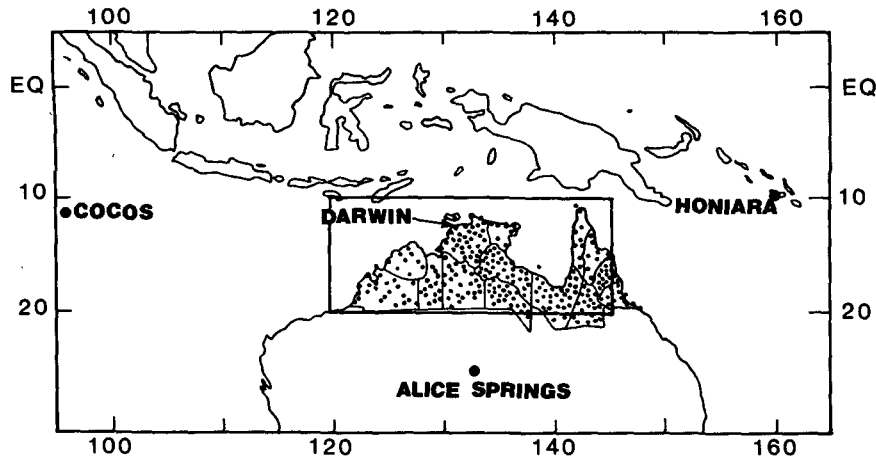 100 120 140 160
EQ EQ
10 10
COCOS HONIARA
DARWIN
20 20
ALICE SPRINGS
100 120 140 160